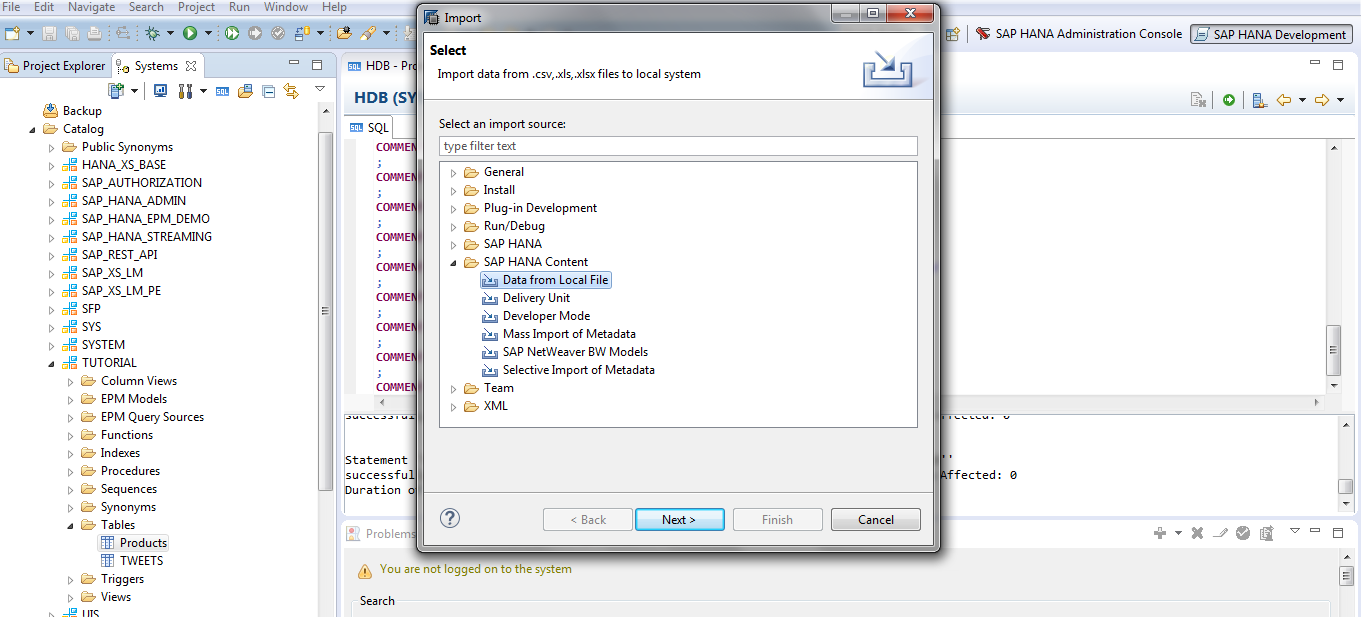 File Edit Navigate Search Project Run Window Help
SAP HANA Administration Console SAP HANA Development
Project Explorer Systems
Backup
Catalog
Public Synonyms
HANA_XS_BASE
SAP_AUTHORIZATION
SAP_HANA_ADMIN
SAP_HANA_EPM_DEMO
SAP_HANA_STREAMING
SAP_REST_API
SAP_XS_LM
SAP_XS_LM_PE
SFP
SYS
SYSTEM
TUTORIAL
Column Views
EPM Models
EPM Query Sources
Functions
Indexes
Procedures
Sequences
Synonyms
Tables
Products
TWEETS
Triggers
Views
UIS
SQL HDB - Pro
HDB (SY
SQL SQL
COMMEN
;
COMMEN
;
COMMEN
;
COMMEN
;
COMMEN
;
COMMEN
;
COMMEN
;
COMMEN
;
COMMEN
successful ffected: 0
Statement ''
successful Affected: 0
Duration o
Problems
You are not logged on to the system
Search
Import
Select
Import data from .csv,.xls,.xlsx files to local system
Select an import source:
type filter text
General
Install
Plug-in Development
Run/Debug
SAP HANA
SAP HANA Content
Data from Local File
Delivery Unit
Developer Mode
Mass Import of Metadata
SAP NetWeaver BW Models
Selective Import of Metadata
Team
XML
? < Back Next > Finish Cancel